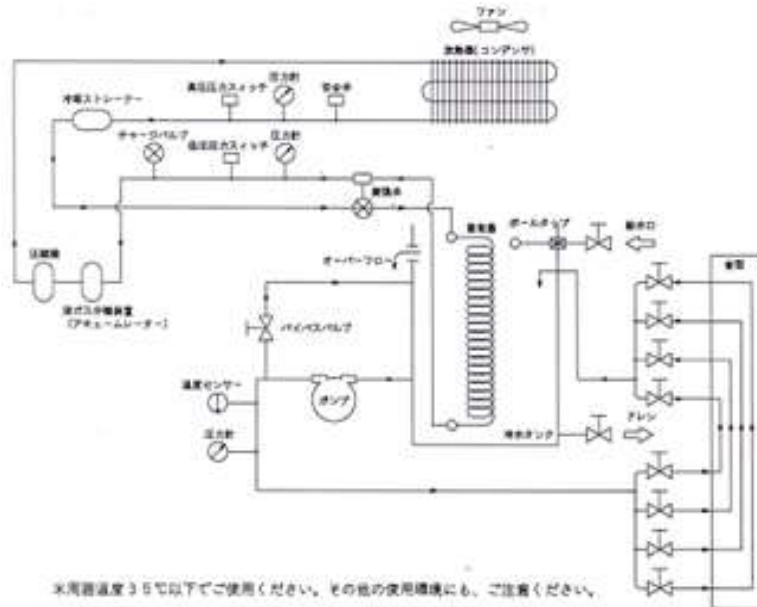 ファン
放熱器(コンデンサ)
高圧圧力スイッチ
圧力計
安全弁
冷媒ストレーナー
チャージバルブ
低圧圧力スイッチ
圧力計
膨張弁
蒸発器
ボールタップ
給水口
オーバーフロー
金型
圧縮機
液ガス分離装置
(アキュームレーター)
バイパスバルブ
温度センサー
ポンプ
ドレン
冷水タンク
圧力計
※周囲温度35℃以下でご使用ください。その他の使用環境にも、ご注意ください。